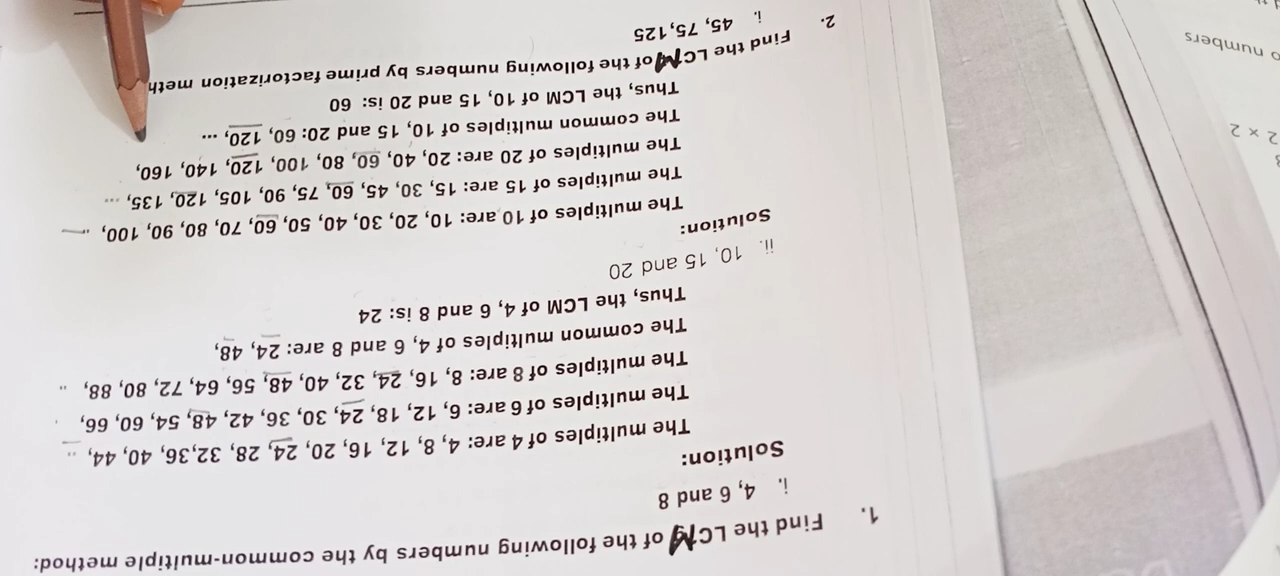 1. Find the LCM of the following numbers by the common-multiple method:
i. 4, 6 and 8
Solution:
The multiples of 4 are: 4, 8, 12, 16, 20, 24, 28, 32,36, 40, 44, ..
The multiples of 6 are: 6, 12, 18, 24, 30, 36, 42, 48, 54, 60, 66,
The multiples of 8 are: 8, 16, 24, 32, 40, 48, 56, 64, 72, 80, 88, ..
The common multiples of 4, 6 and 8 are: 24, 48,
Thus, the LCM of 4, 6 and 8 is: 24
ii. 10, 15 and 20
Solution:
The multiples of 10 are: 10, 20, 30, 40, 50, 60, 70, 80, 90, 100, ..
The multiples of 15 are: 15, 30, 45, 60, 75, 90, 105, 120, 135, ...
The multiples of 20 are: 20, 40, 60, 80, 100, 120, 140, 160,
The common multiples of 10, 15 and 20: 60, 120, ...
Thus, the LCM of 10, 15 and 20 is: 60
2. Find the LCM of the following numbers by prime factorization meth
i. 45, 75,125
2 × 2
numbers